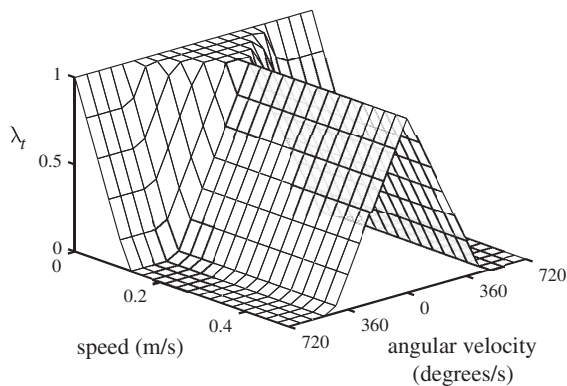 1
λt
0.5
0
0
0.2
0.4
720
360
0
360
720
speed (m/s)
angular velocity
(degrees/s)